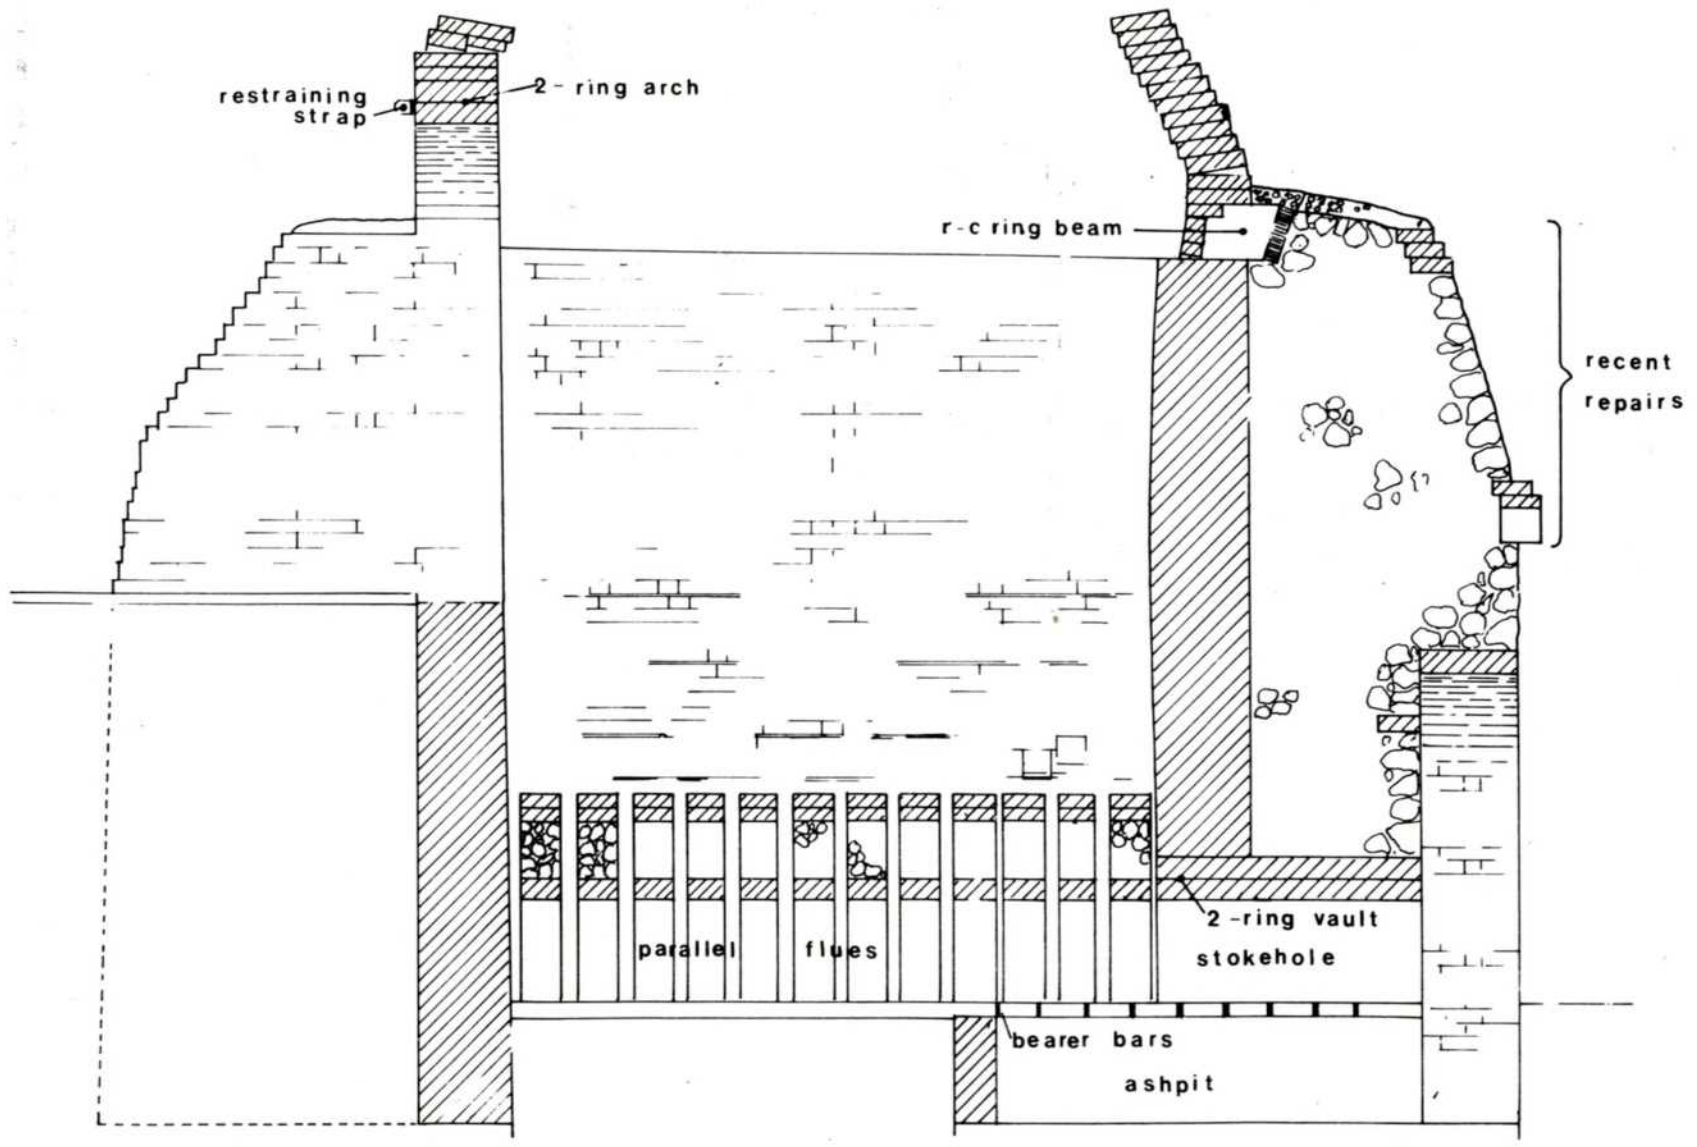 restraining
strap
2-ring arch
r-c ring beam
recent
repairs
2-ring vault
stokehole
parallel flues
bearer bars
ashpit